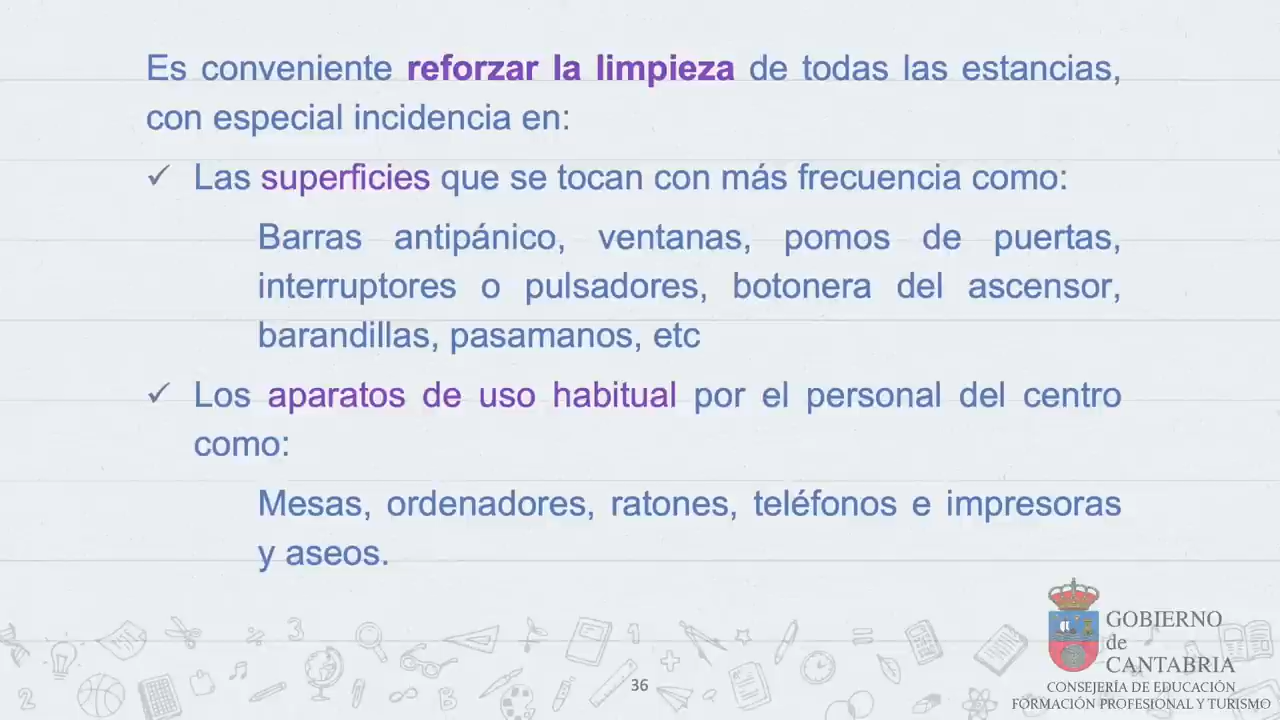 Es conveniente reforzar la limpieza de todas las estancias,
con especial incidencia en:
✓ Las superficies que se tocan con más frecuencia como:
Barras antipánico, ventanas, pomos de puertas,
interruptores o pulsadores, botonera del ascensor,
barandillas, pasamanos, etc
✓ Los aparatos de uso habitual por el personal del centro
como:
Mesas, ordenadores, ratones, teléfonos e impresoras
y aseos.
36
GOBIERNO
de
CANTABRIA
CONSEJERÍA DE EDUCACIÓN
FORMACIÓN PROFESIONAL Y TURISMO